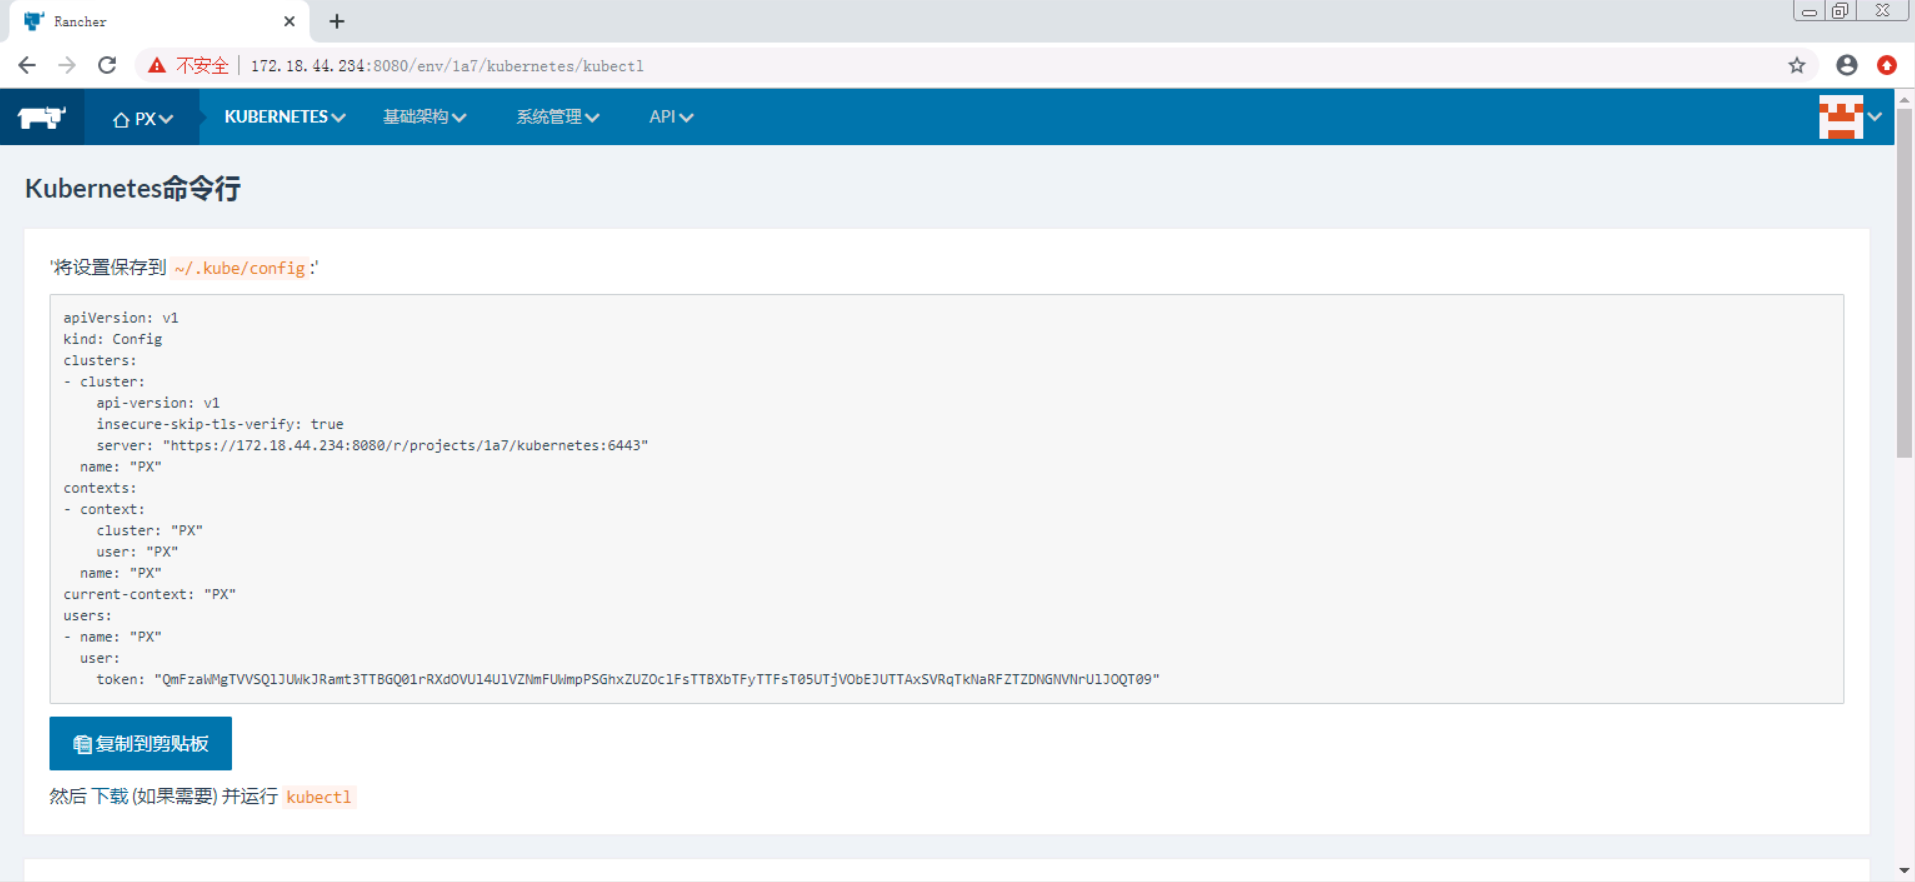 Rancher
不安全 172.18.44.234:8080/env/1a7/kubernetes/kubectl
PX KUBERNETES 基础架构 系统管理 API
Kubernetes命令行
'将设置保存到 ~/.kube/config :'
apiVersion: v1
kind: Config
clusters:
- cluster:
    api-version: v1
    insecure-skip-tls-verify: true
    server: "https://172.18.44.234:8080/r/projects/1a7/kubernetes:6443"
  name: "PX"
contexts:
- context:
    cluster: "PX"
    user: "PX"
  name: "PX"
current-context: "PX"
users:
- name: "PX"
  user:
    token: "QmFzaWMgTVVSQlJUWkJRamt3TTBGQ01rRXdOVUl4UlVZNmFUWmpPSGhxZUZOclFsTTBXbTFyTTFsT05UTjVObEJUTTAxSVRqTkNaRFZTZDNGNVNrUlJOQT09"
复制到剪贴板
然后 下载 (如果需要) 并运行 kubectl